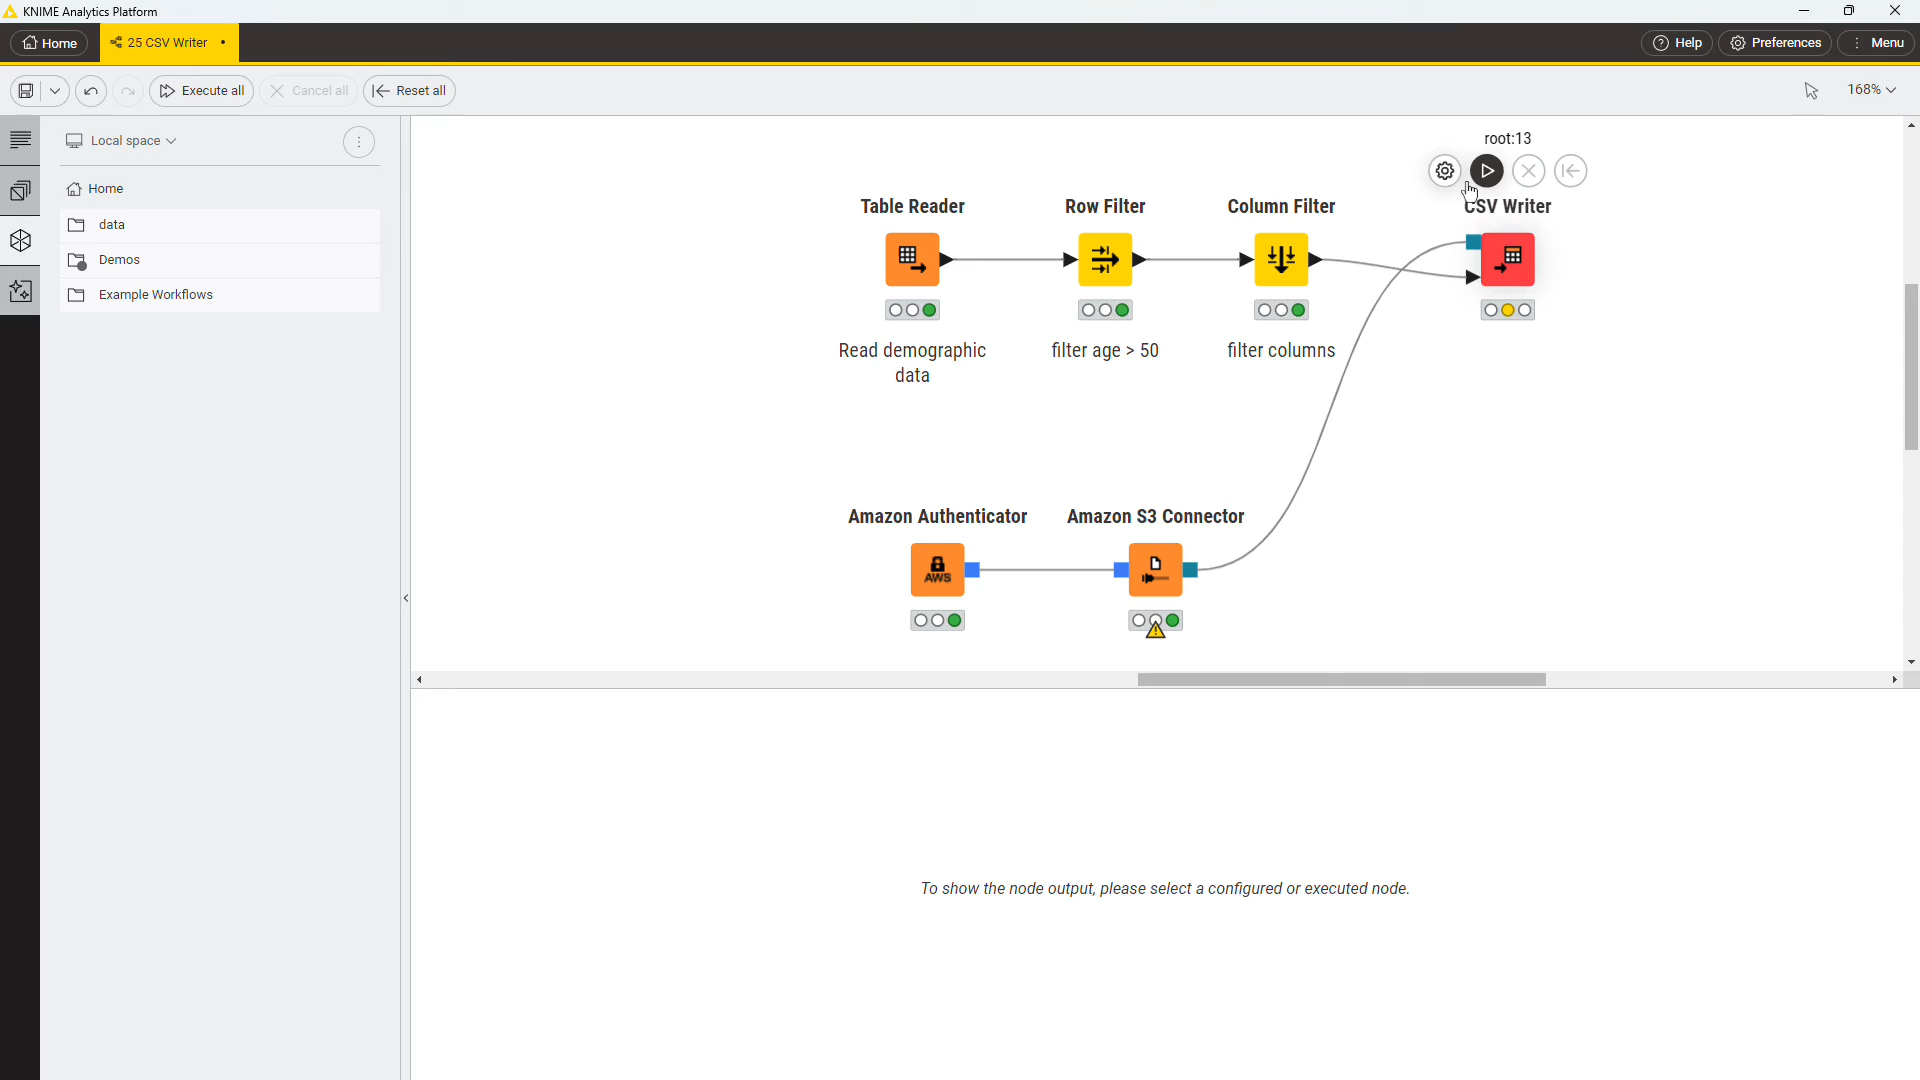 KNIME Analytics Platform
Home
25 CSV Writer
Help
Preferences
Menu
Execute all
Cancel all
Reset all
168%
Local space
Home
data
Demos
Example Workflows
root:13
Table Reader
Row Filter
Column Filter
CSV Writer
Read demographic
data
filter age > 50
filter columns
Amazon Authenticator
Amazon S3 Connector
AWS
To show the node output, please select a configured or executed node.